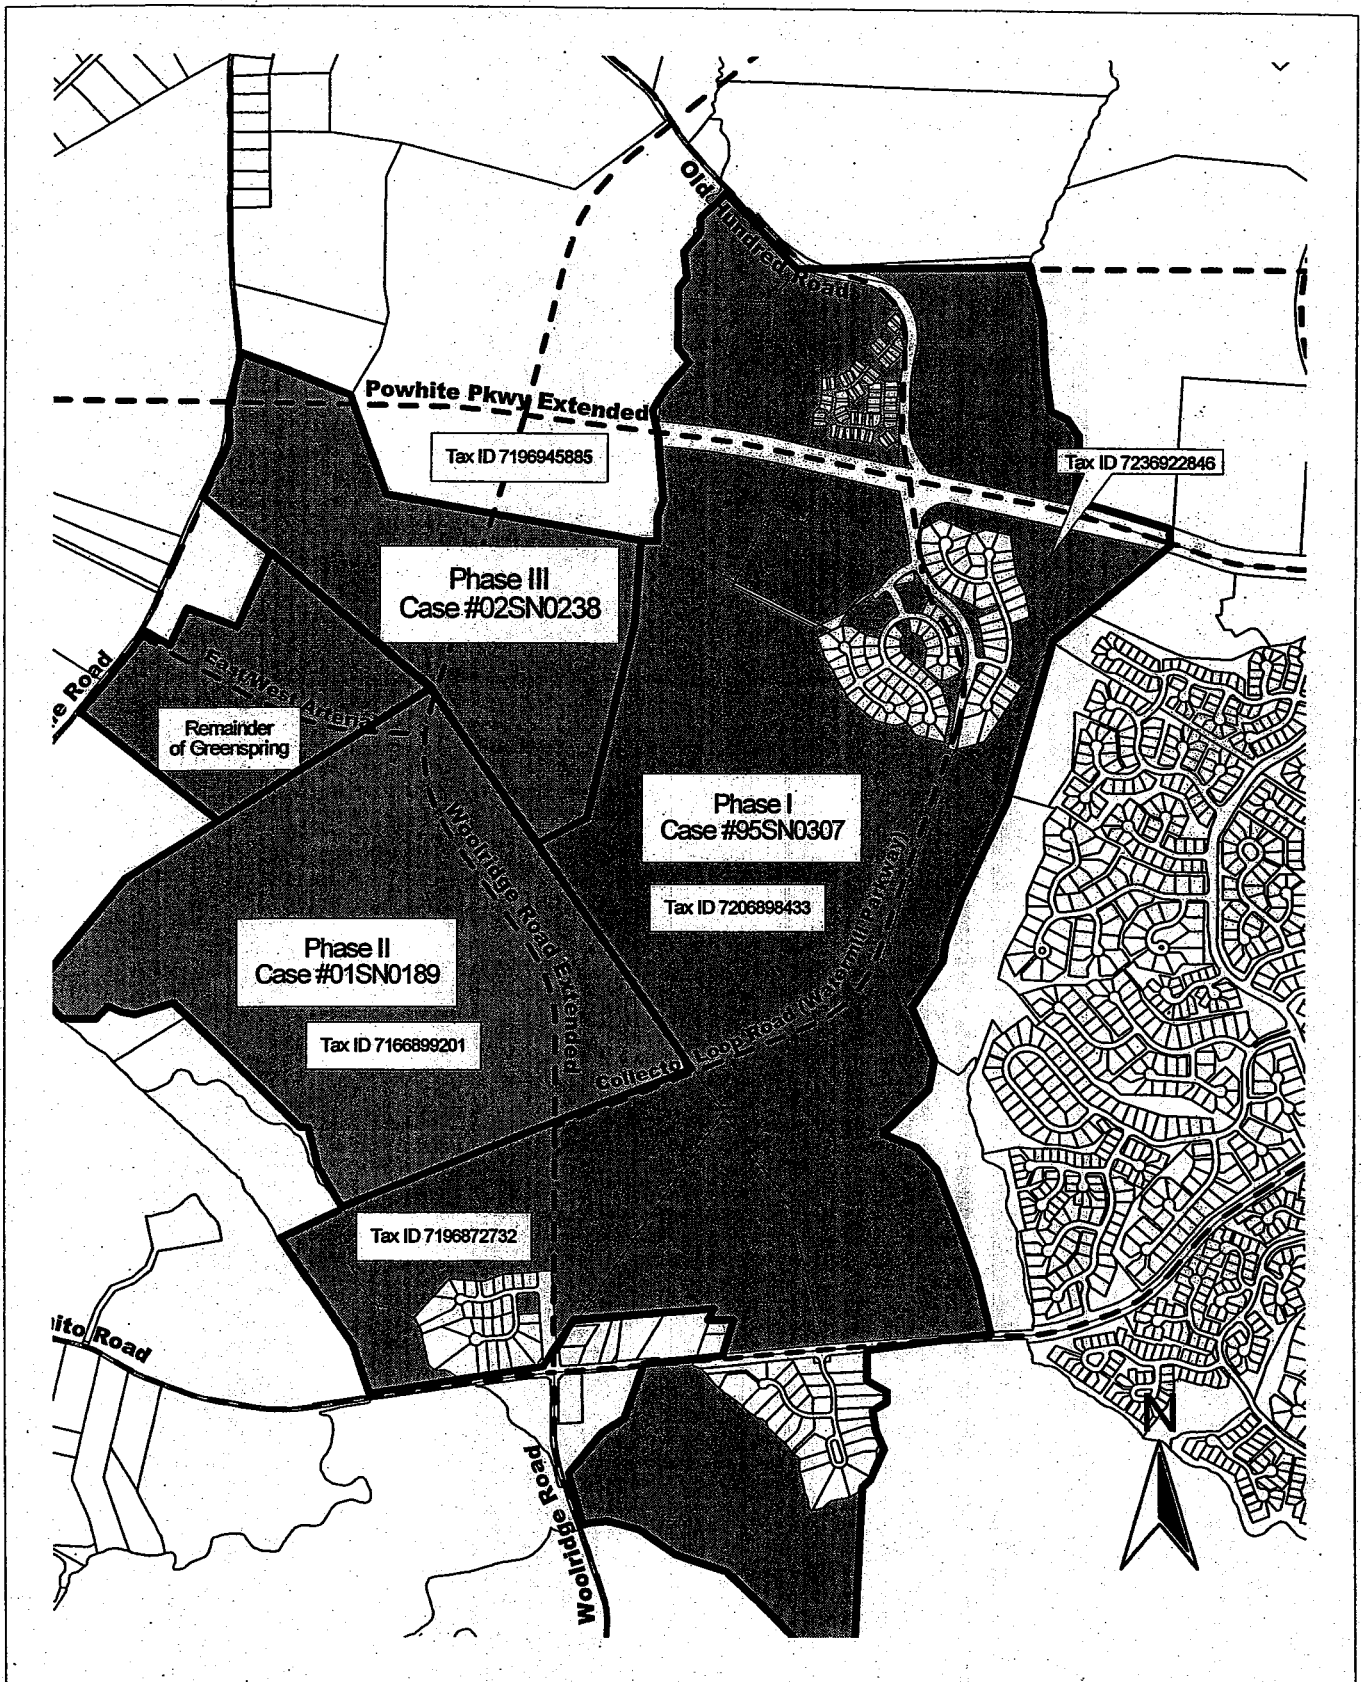 Old Hundred Road
Powhite Pkwy Extended
Tax ID 7196945885
Tax ID 7236922846
Phase III
Case #02SN0238
East/West Arterial
Remainder
of Greenspring
Phase I
Case #95SN0307
Tax ID 7206898433
Woolridge Road Extended
Phase II
Case #01SN0189
Tax ID 7166899201
Collector Loop Road (Watermill Parkway)
Tax ID 7196872732
Road
Road
N
Woolridge Road